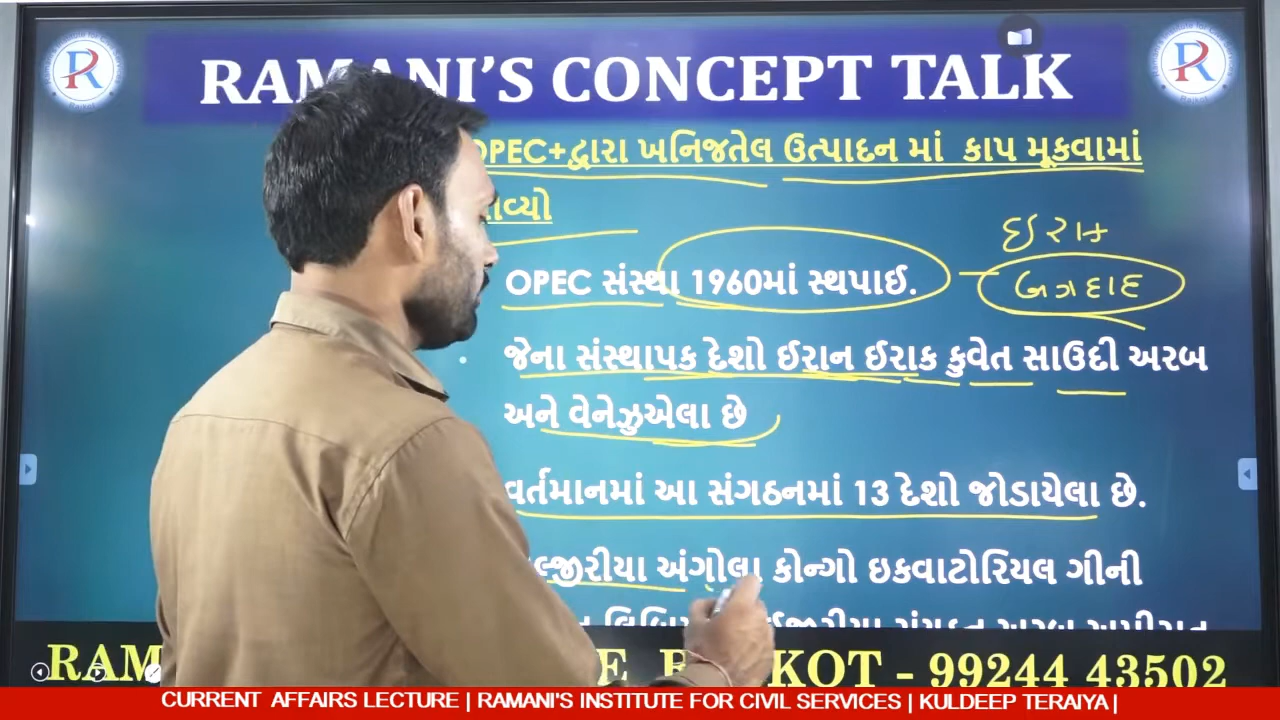 RAMANI'S CONCEPT TALK
OPEC+દ્વારા ખનિજતેલ ઉત્પાદન માં કાપ મૂકવામાં
ઈરાક
OPEC સંસ્થા 1960માં સ્થપાઈ.
બગદાદ
જેના સંસ્થાપક દેશો ઈરાન ઈરાક કુવેત સાઉદી અરબ
અને વેનેઝુએલા છે
વર્તમાનમાં આ સંગઠનમાં 13 દેશો જોડાયેલા છે.
અંગોલા કોન્ગો ઇકવાટોરિયલ ગીની
- 99244 43502
CURRENT AFFAIRS LECTURE | RAMANI'S INSTITUTE FOR CIVIL SERVICES | KULDEEP TERAIYA |